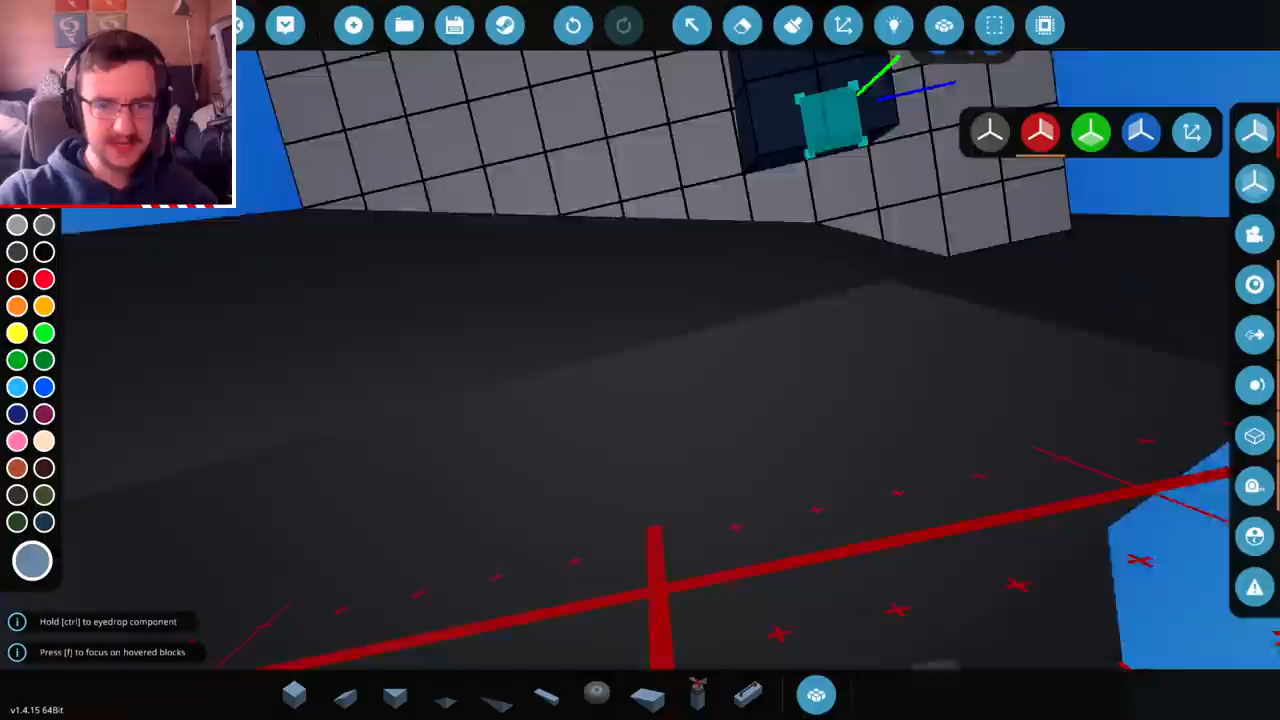 Hold [ctrl] to eyedrop component
Press [f] to focus on hovered blocks
v1.4.15 64Bit